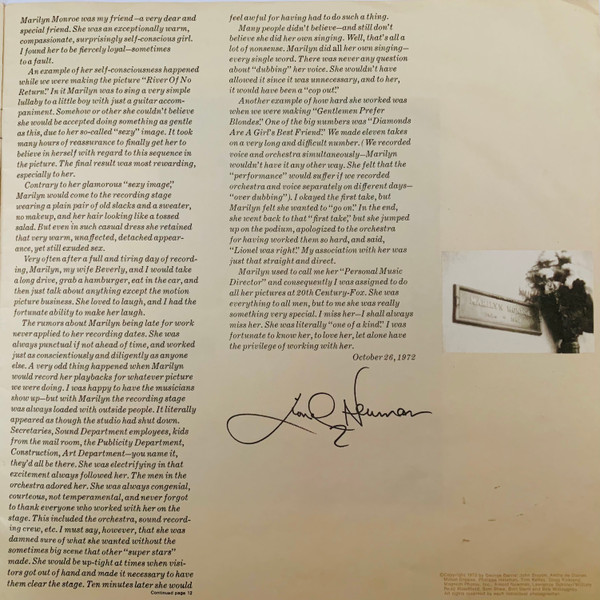 Marilyn Monroe was my friend—a very dear and
special friend. She was an exceptionally warm,
compassionate, surprisingly self-conscious girl.
I found her to be fiercely loyal—sometimes
to a fault.
An example of her self-consciousness happened
while we were making the picture "River Of No
Return." In it Marilyn was to sing a very simple
lullaby to a little boy with just a guitar accom-
paniment. Somehow or other she couldn't believe
she would be accepted doing something as gentle
as this, due to her so-called "sexy" image. It took
many hours of reassurance to finally get her to
believe in herself with regard to this sequence in
the picture. The final result was most rewarding,
especially to her.
Contrary to her glamorous "sexy image,"
Marilyn would come to the recording stage
wearing a plain pair of old slacks and a sweater,
no makeup, and her hair looking like a tossed
salad. But even in such casual dress she retained
that very warm, unaffected, detached appear-
ance, yet still exuded sex.
Very often after a full and tiring day of record-
ing, Marilyn, my wife Beverly, and I would take
a long drive, grab a hamburger, eat in the car, and
then just talk about anything except the motion
picture business. She loved to laugh, and I had the
fortunate ability to make her laugh.
The rumors about Marilyn being late for work
never applied to her recording dates. She was
always punctual if not ahead of time, and worked
just as conscientiously and diligently as anyone
else. A very odd thing happened when Marilyn
would record her playbacks for whatever picture
we were doing. I was happy to have the musicians
show up—but with Marilyn the recording stage
was always loaded with outside people. It literally
appeared as though the studio had shut down.
Secretaries, Sound Department employees, kids
from the mail room, the Publicity Department,
Construction, Art Department—you name it,
they'd all be there. She was electrifying in that
excitement always followed her. The men in the
orchestra adored her. She was always congenial,
courteous, not temperamental, and never forgot
to thank everyone who worked with her on the
stage. This included the orchestra, sound record-
ing crew, etc. I must say, however, that she was
damned sure of what she wanted without the
sometimes big scene that other "super stars"
made. She would be up-tight at times when visi-
tors got out of hand and made it necessary to have
them clear the stage. Ten minutes later she would
Continued page 12
feel awful for having had to do such a thing.
Many people didn't believe—and still don't
believe she did her own singing. Well, that's all a
lot of nonsense. Marilyn did all her own singing—
every single word. There was never any question
about "dubbing" her voice. She wouldn't have
allowed it since it was unnecessary, and to her,
it would have been a "cop out."
Another example of how hard she worked was
when we were making "Gentlemen Prefer
Blondes." One of the big numbers was "Diamonds
Are A Girl's Best Friend." We made eleven takes
on a very long and difficult number. (We recorded
voice and orchestra simultaneously—Marilyn
wouldn't have it any other way. She felt that the
"performance" would suffer if we recorded
orchestra and voice separately on different days—
"over dubbing"). I okayed the first take, but
Marilyn felt she wanted to "go on." In the end,
she went back to that "first take," but she jumped
up on the podium, apologized to the orchestra
for having worked them so hard, and said,
"Lionel was right." My association with her was
just that straight and direct.
Marilyn used to call me her "Personal Music
Director" and consequently I was assigned to do
all her pictures at 20th Century-Fox. She was
everything to all men, but to me she was really
something very special. I miss her—I shall always
miss her. She was literally "one of a kind." I was
fortunate to know her, to love her, let alone have
the privilege of working with her.
October 26, 1972
Lionel Newman
MARILYN MONROE